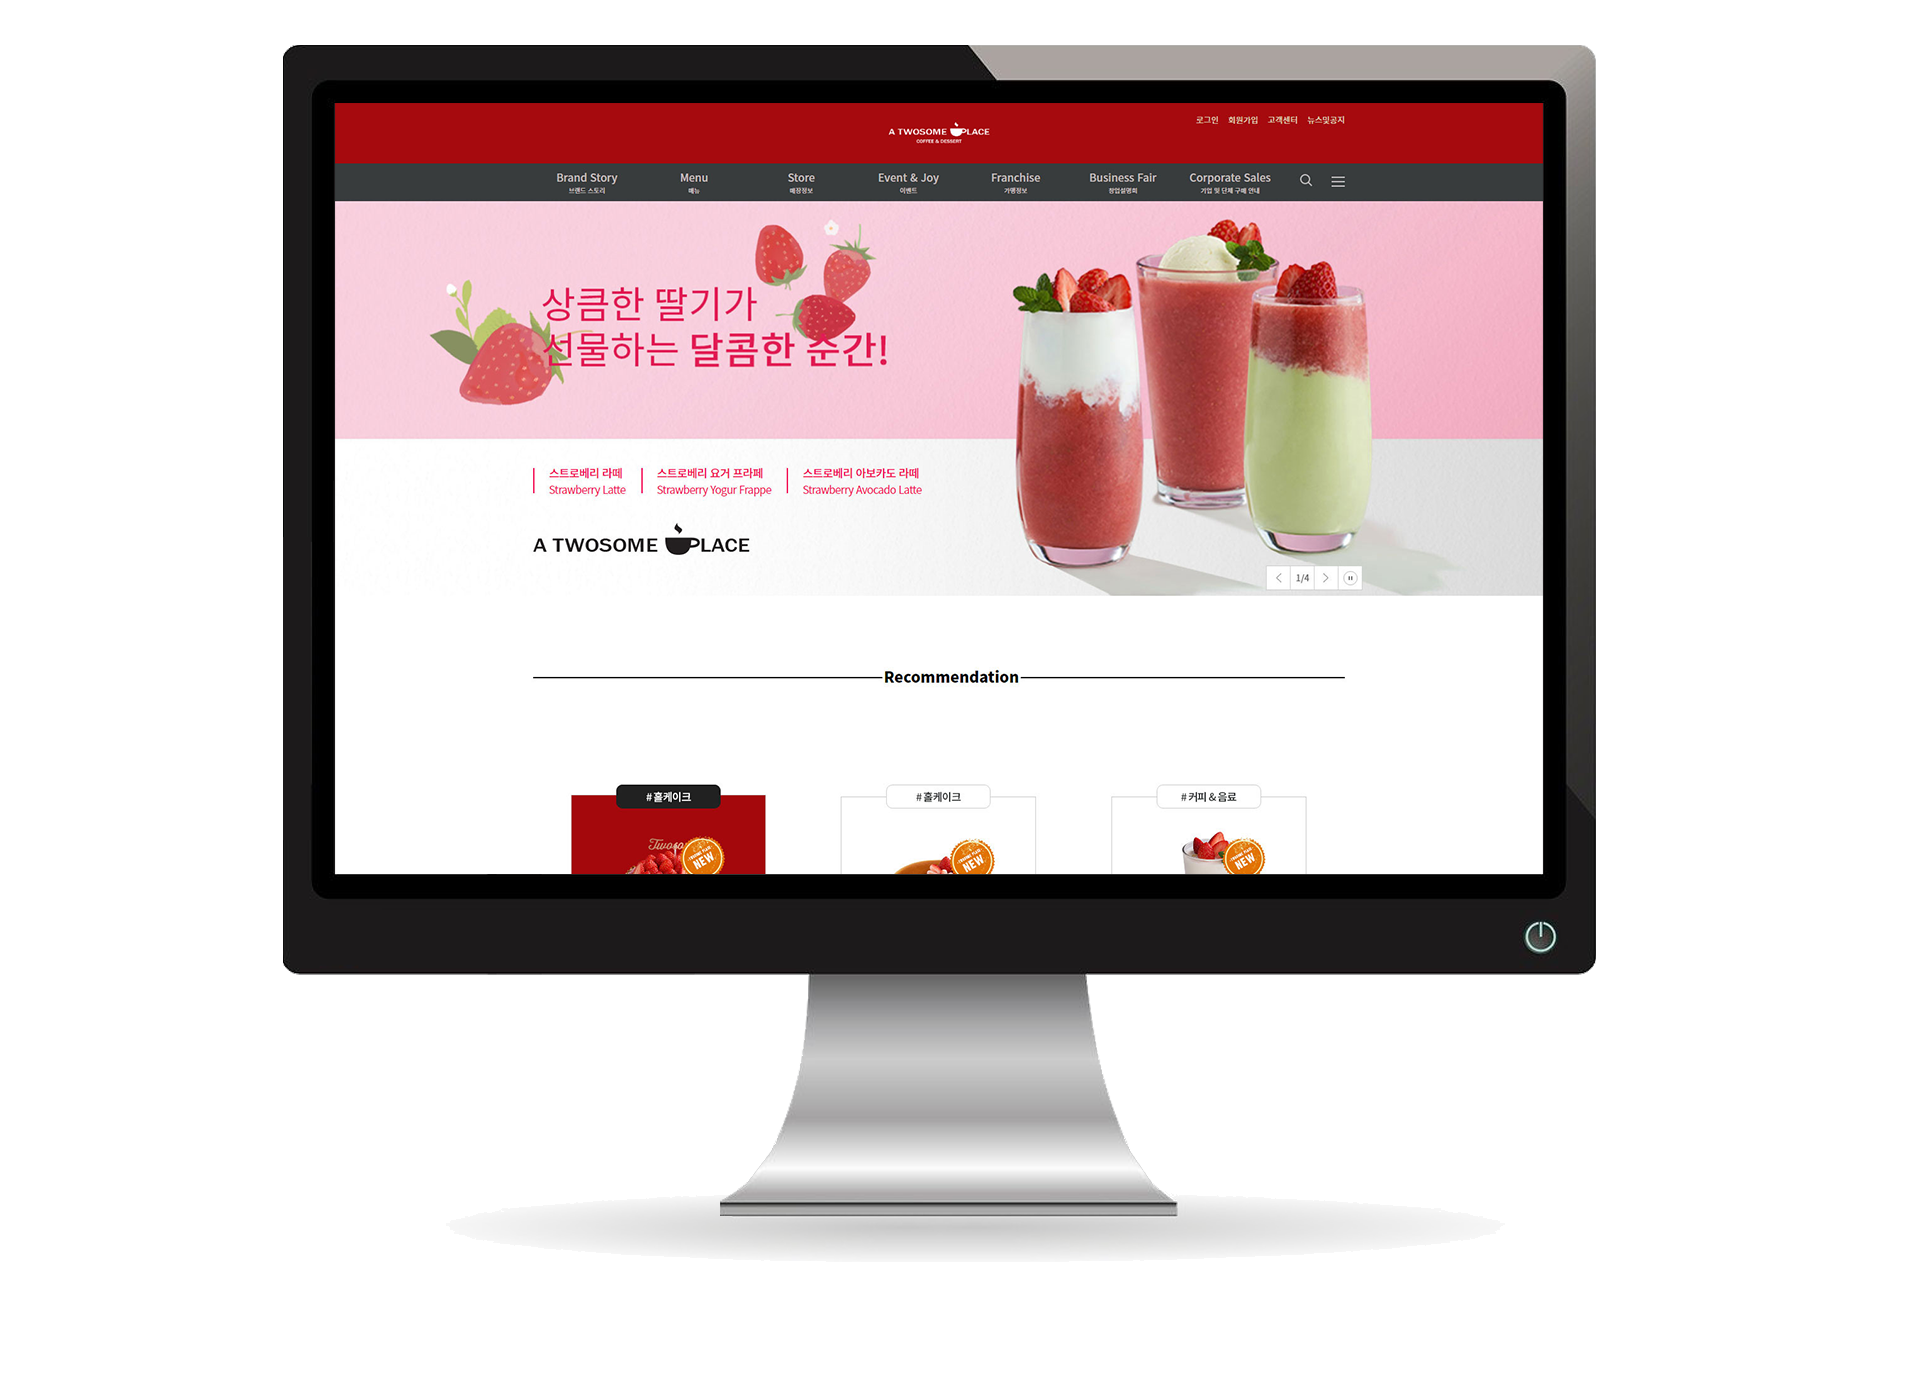 A TWOSOME PLACE
COFFEE & DESSERT
로그인 회원가입 고객센터 뉴스및공지
Brand Story Menu Store Event & Joy Franchise Business Fair Corporate Sales
브랜드 스토리 메뉴 매장정보 이벤트 가맹정보 창업설명회 기업 및 단체 구매 안내
상큼한 딸기가
선물하는 달콤한 순간!
스트로베리 라떼 스트로베리 요거 프라페 스트로베리 아보카도 라떼
Strawberry Latte Strawberry Yogur Frappe Strawberry Avocado Latte
A TWOSOME PLACE
1/4
Recommendation
#홀케이크 #홀케이크 #커피&음료
NEW NEW NEW